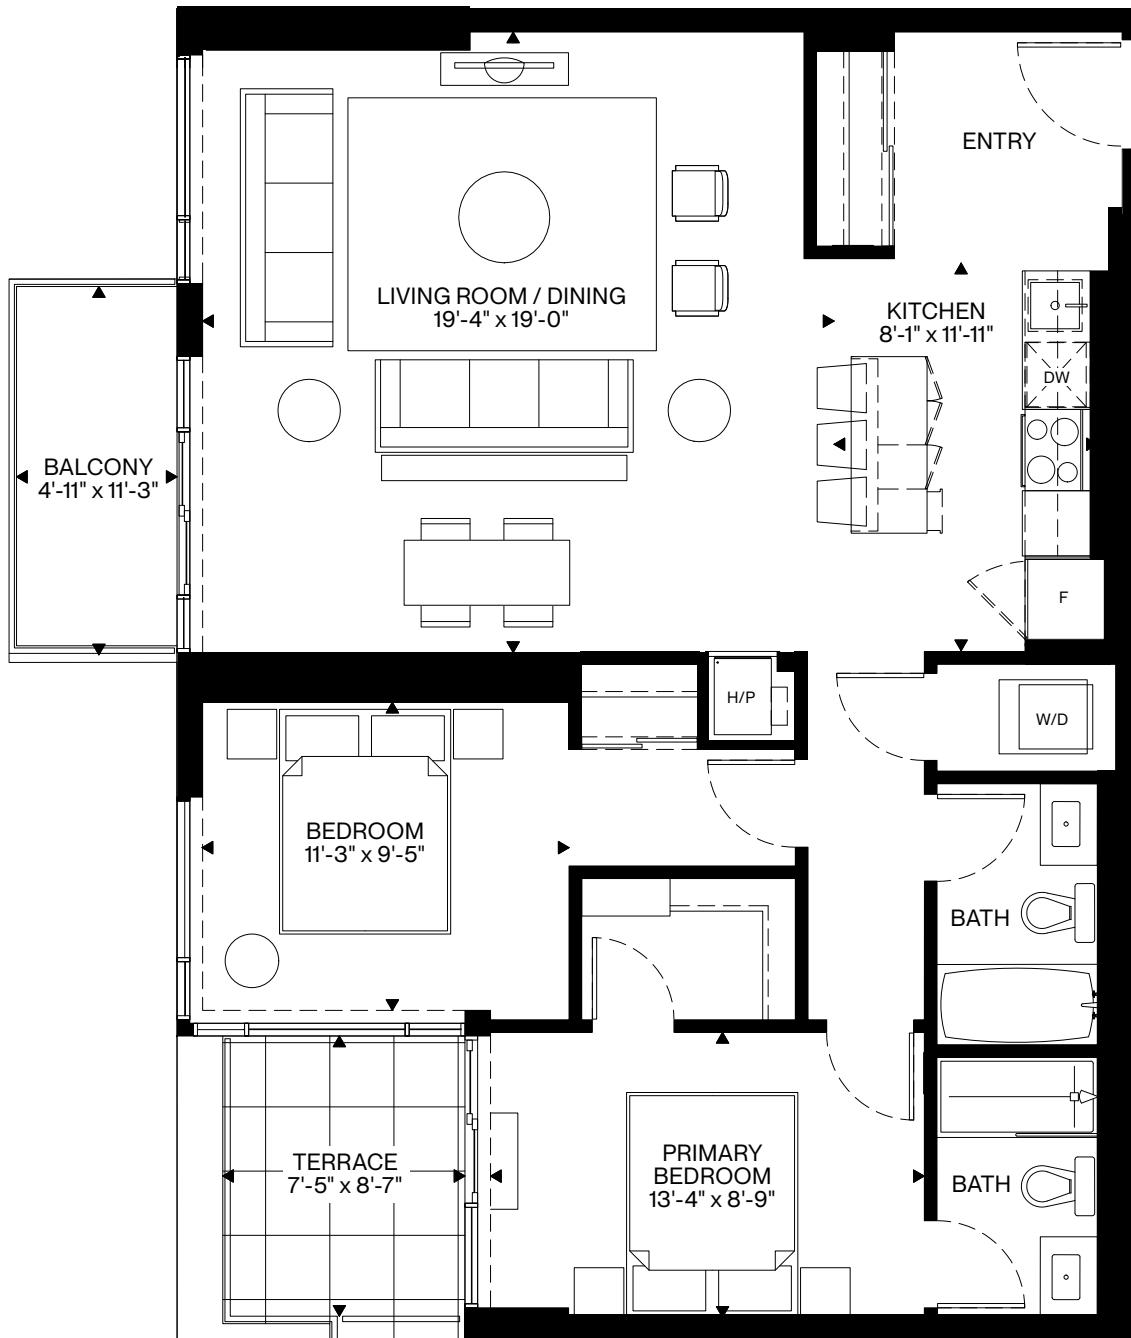 ENTRY
LIVING ROOM / DINING
19'-4" x 19'-0"
KITCHEN
8'-1" x 11'-11"
DW
BALCONY
4'-11" x 11'-3"
F
H/P
W/D
BEDROOM
11'-3" x 9'-5"
BATH
TERRACE
7'-5" x 8'-7"
PRIMARY
BEDROOM
13'-4" x 8'-9"
BATH